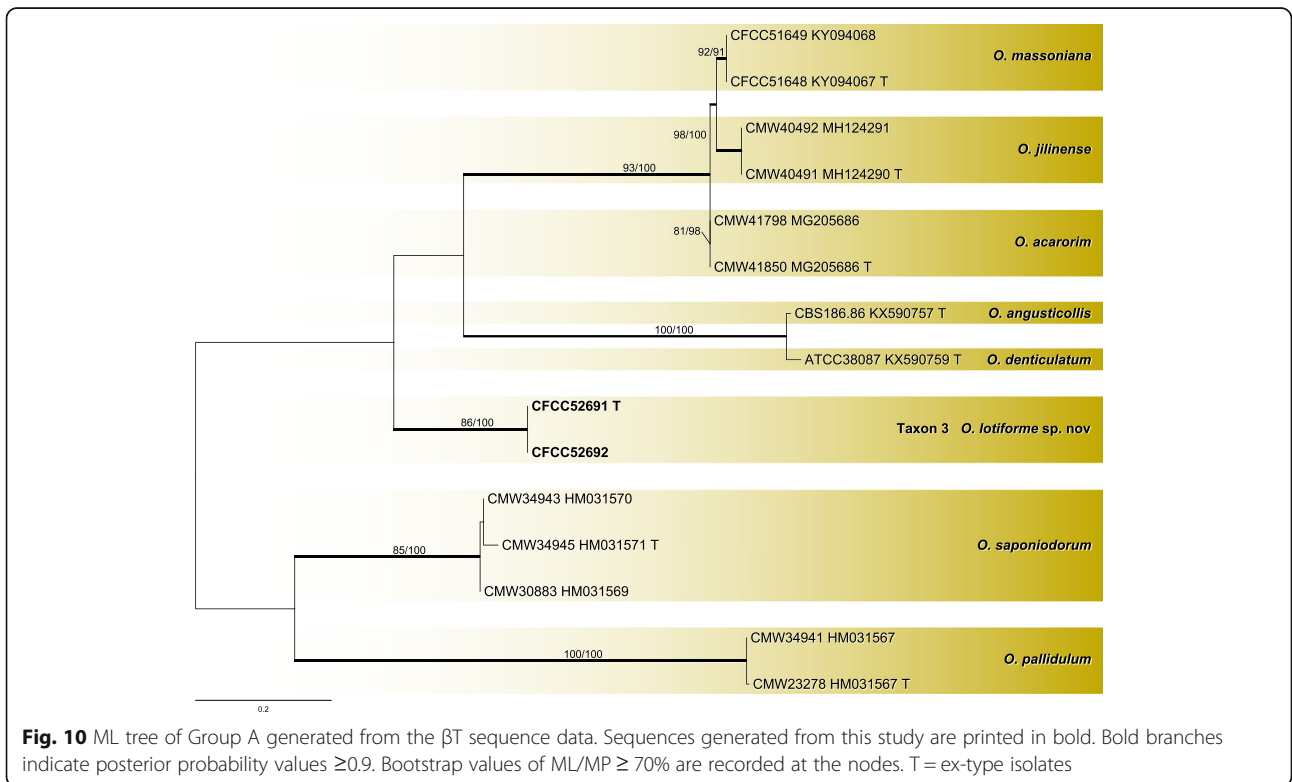 CFCC51649 KY094068
92/91
O. massoniana
CFCC51648 KY094067 T
CMW40492 MH124291
98/100
O. jilinense
93/100
CMW40491 MH124290 T
CMW41798 MG205686
81/98
O. acarorim
CMW41850 MG205686 T
CBS186.86 KX590757 T
O. angusticollis
100/100
ATCC38087 KX590759 T
O. denticulatum
CFCC52691 T
86/100
Taxon 3 O. lotiforme sp. nov
CFCC52692
CMW34943 HM031570
85/100
CMW34945 HM031571 T
O. saponiodorum
CMW30883 HM031569
CMW34941 HM031567
100/100
O. pallidulum
CMW23278 HM031567 T
0.2
Fig. 10 ML tree of Group A generated from the βT sequence data. Sequences generated from this study are printed in bold. Bold branches
indicate posterior probability values ≥0.9. Bootstrap values of ML/MP ≥ 70% are recorded at the nodes. T = ex-type isolates